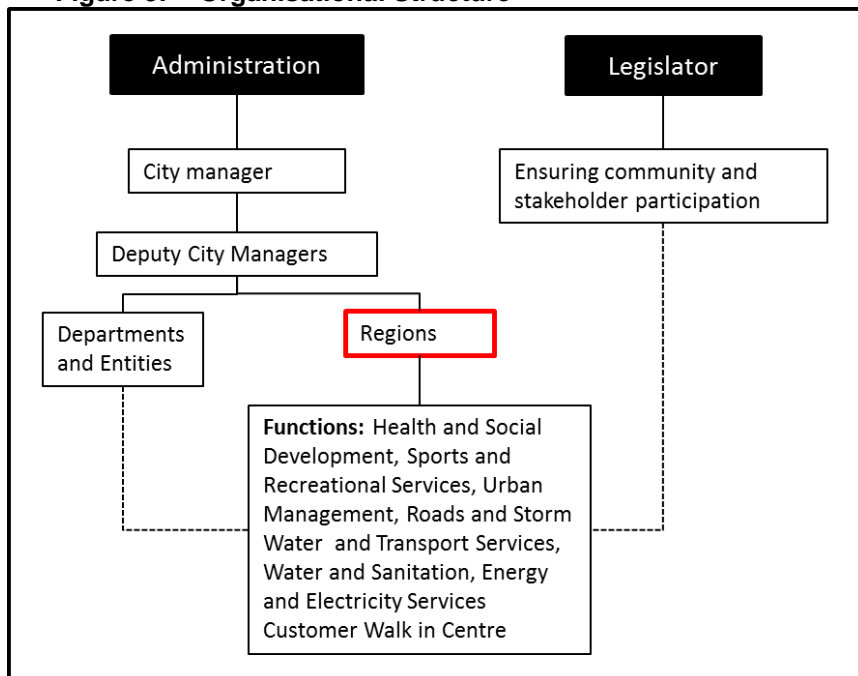 Figure 3: Organisational Structure
Administration
Legislator
City manager
Ensuring community and
stakeholder participation
Deputy City Managers
Departments
and Entities
Regions
Functions: Health and Social
Development, Sports and
Recreational Services, Urban
Management, Roads and Storm
Water and Transport Services,
Water and Sanitation, Energy
and Electricity Services
Customer Walk in Centre